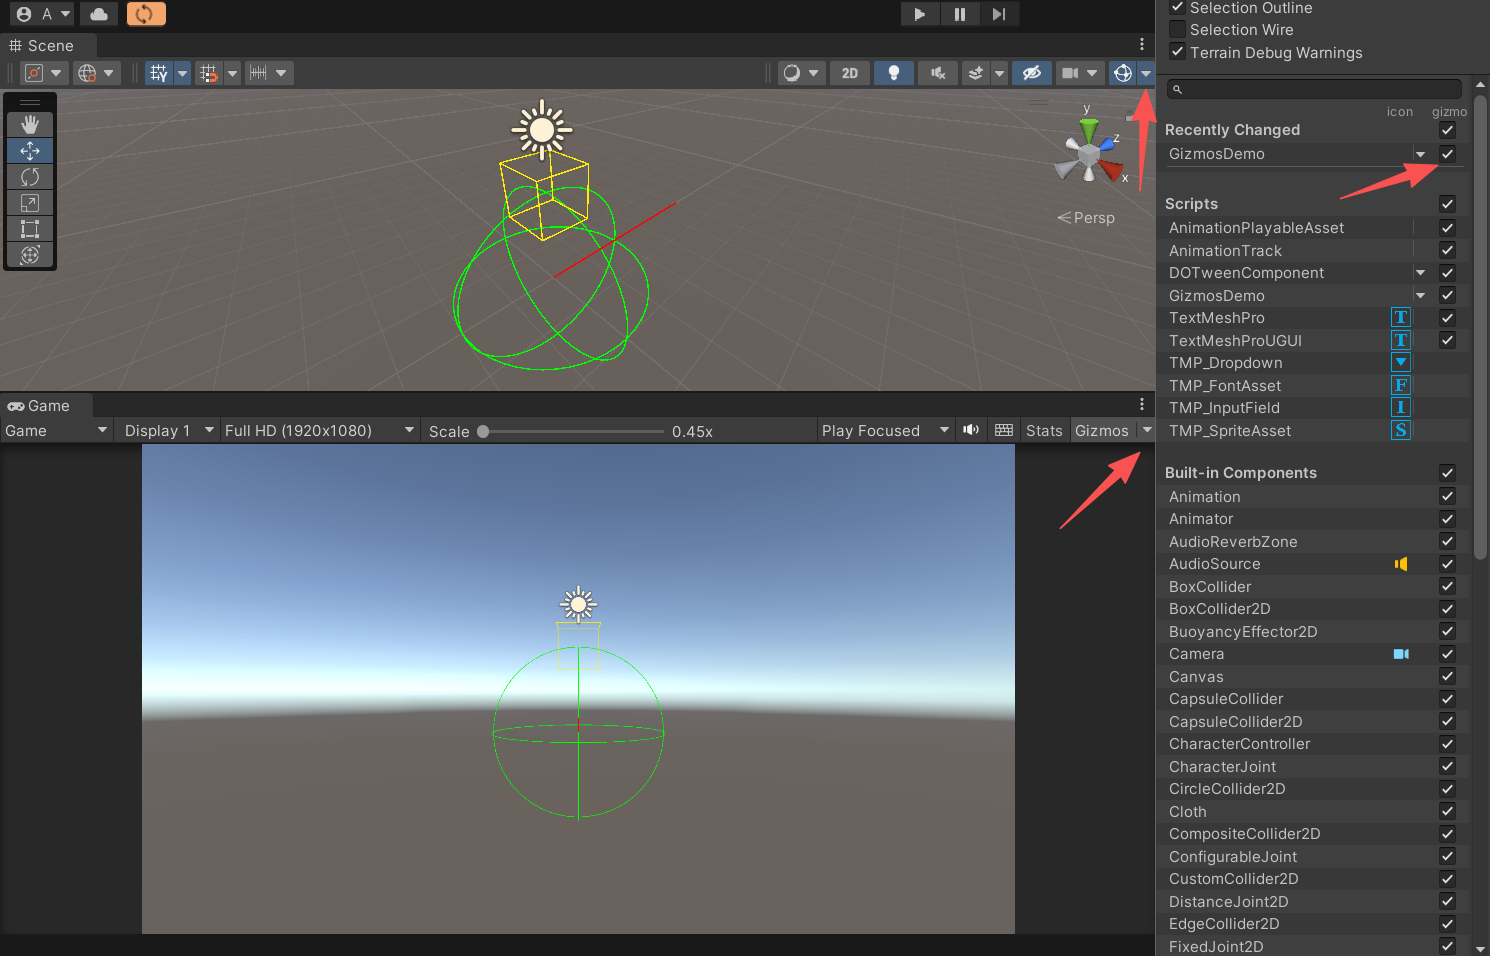 A
Scene
2D
y
z
x
Persp
Game
Game
Display 1
Full HD (1920x1080)
Scale
0.45x
Play Focused
Stats
Gizmos
Selection Outline
Selection Wire
Terrain Debug Warnings
icon gizmo
Recently Changed
GizmosDemo
Scripts
AnimationPlayableAsset
AnimationTrack
DOTweenComponent
GizmosDemo
TextMeshPro T
TextMeshProUGUI T
TMP_Dropdown
TMP_FontAsset F
TMP_InputField I
TMP_SpriteAsset S
Built-in Components
Animation
Animator
AudioReverbZone
AudioSource
BoxCollider
BoxCollider2D
BuoyancyEffector2D
Camera
Canvas
CapsuleCollider
CapsuleCollider2D
CharacterController
CharacterJoint
CircleCollider2D
Cloth
CompositeCollider2D
ConfigurableJoint
CustomCollider2D
DistanceJoint2D
EdgeCollider2D
FixedJoint2D